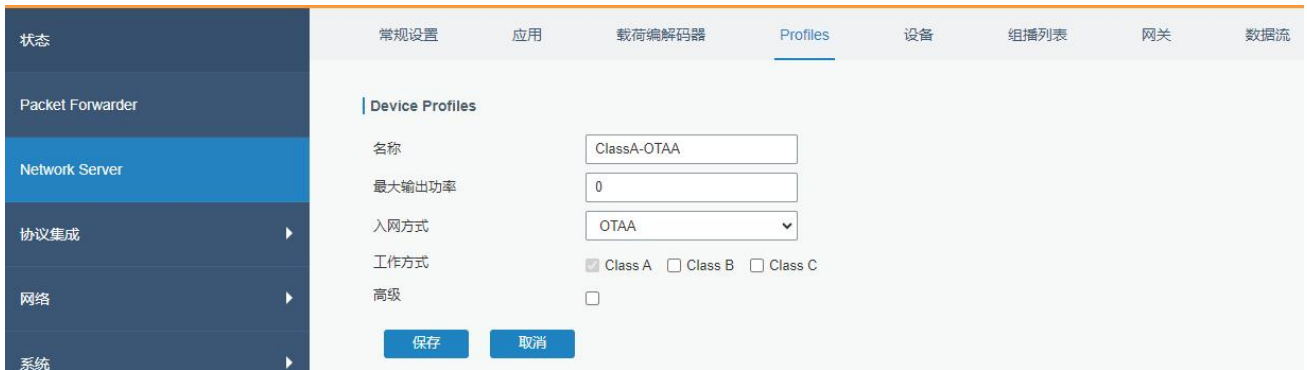 状态
Packet Forwarder
Network Server
协议集成
网络
系统
常规设置 应用 载荷编解码器 Profiles 设备 组播列表 网关 数据流
Device Profiles
名称 ClassA-OTAA
最大输出功率 0
入网方式 OTAA
工作方式 Class A Class B Class C
高级
保存 取消